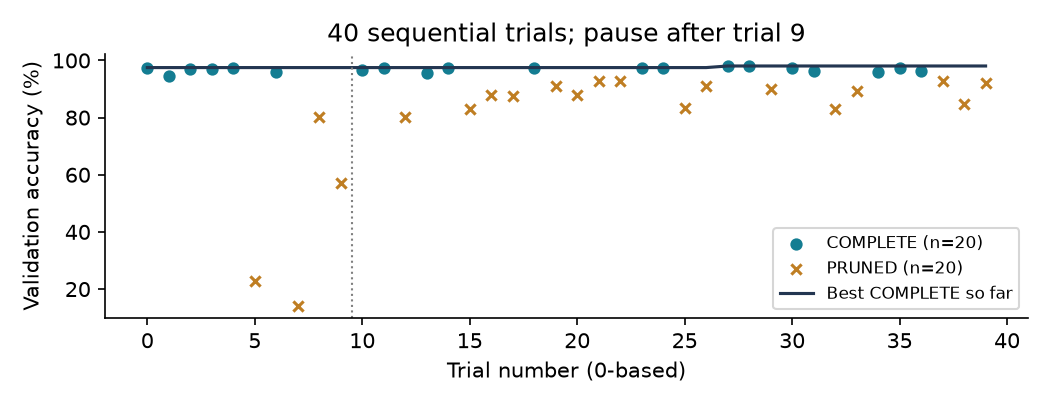 40 sequential trials; pause after trial 9
Validation accuracy (%)
100
80
60
40
20
COMPLETE (n=20)
PRUNED (n=20)
Best COMPLETE so far
0 5 10 15 20 25 30 35 40
Trial number (0-based)